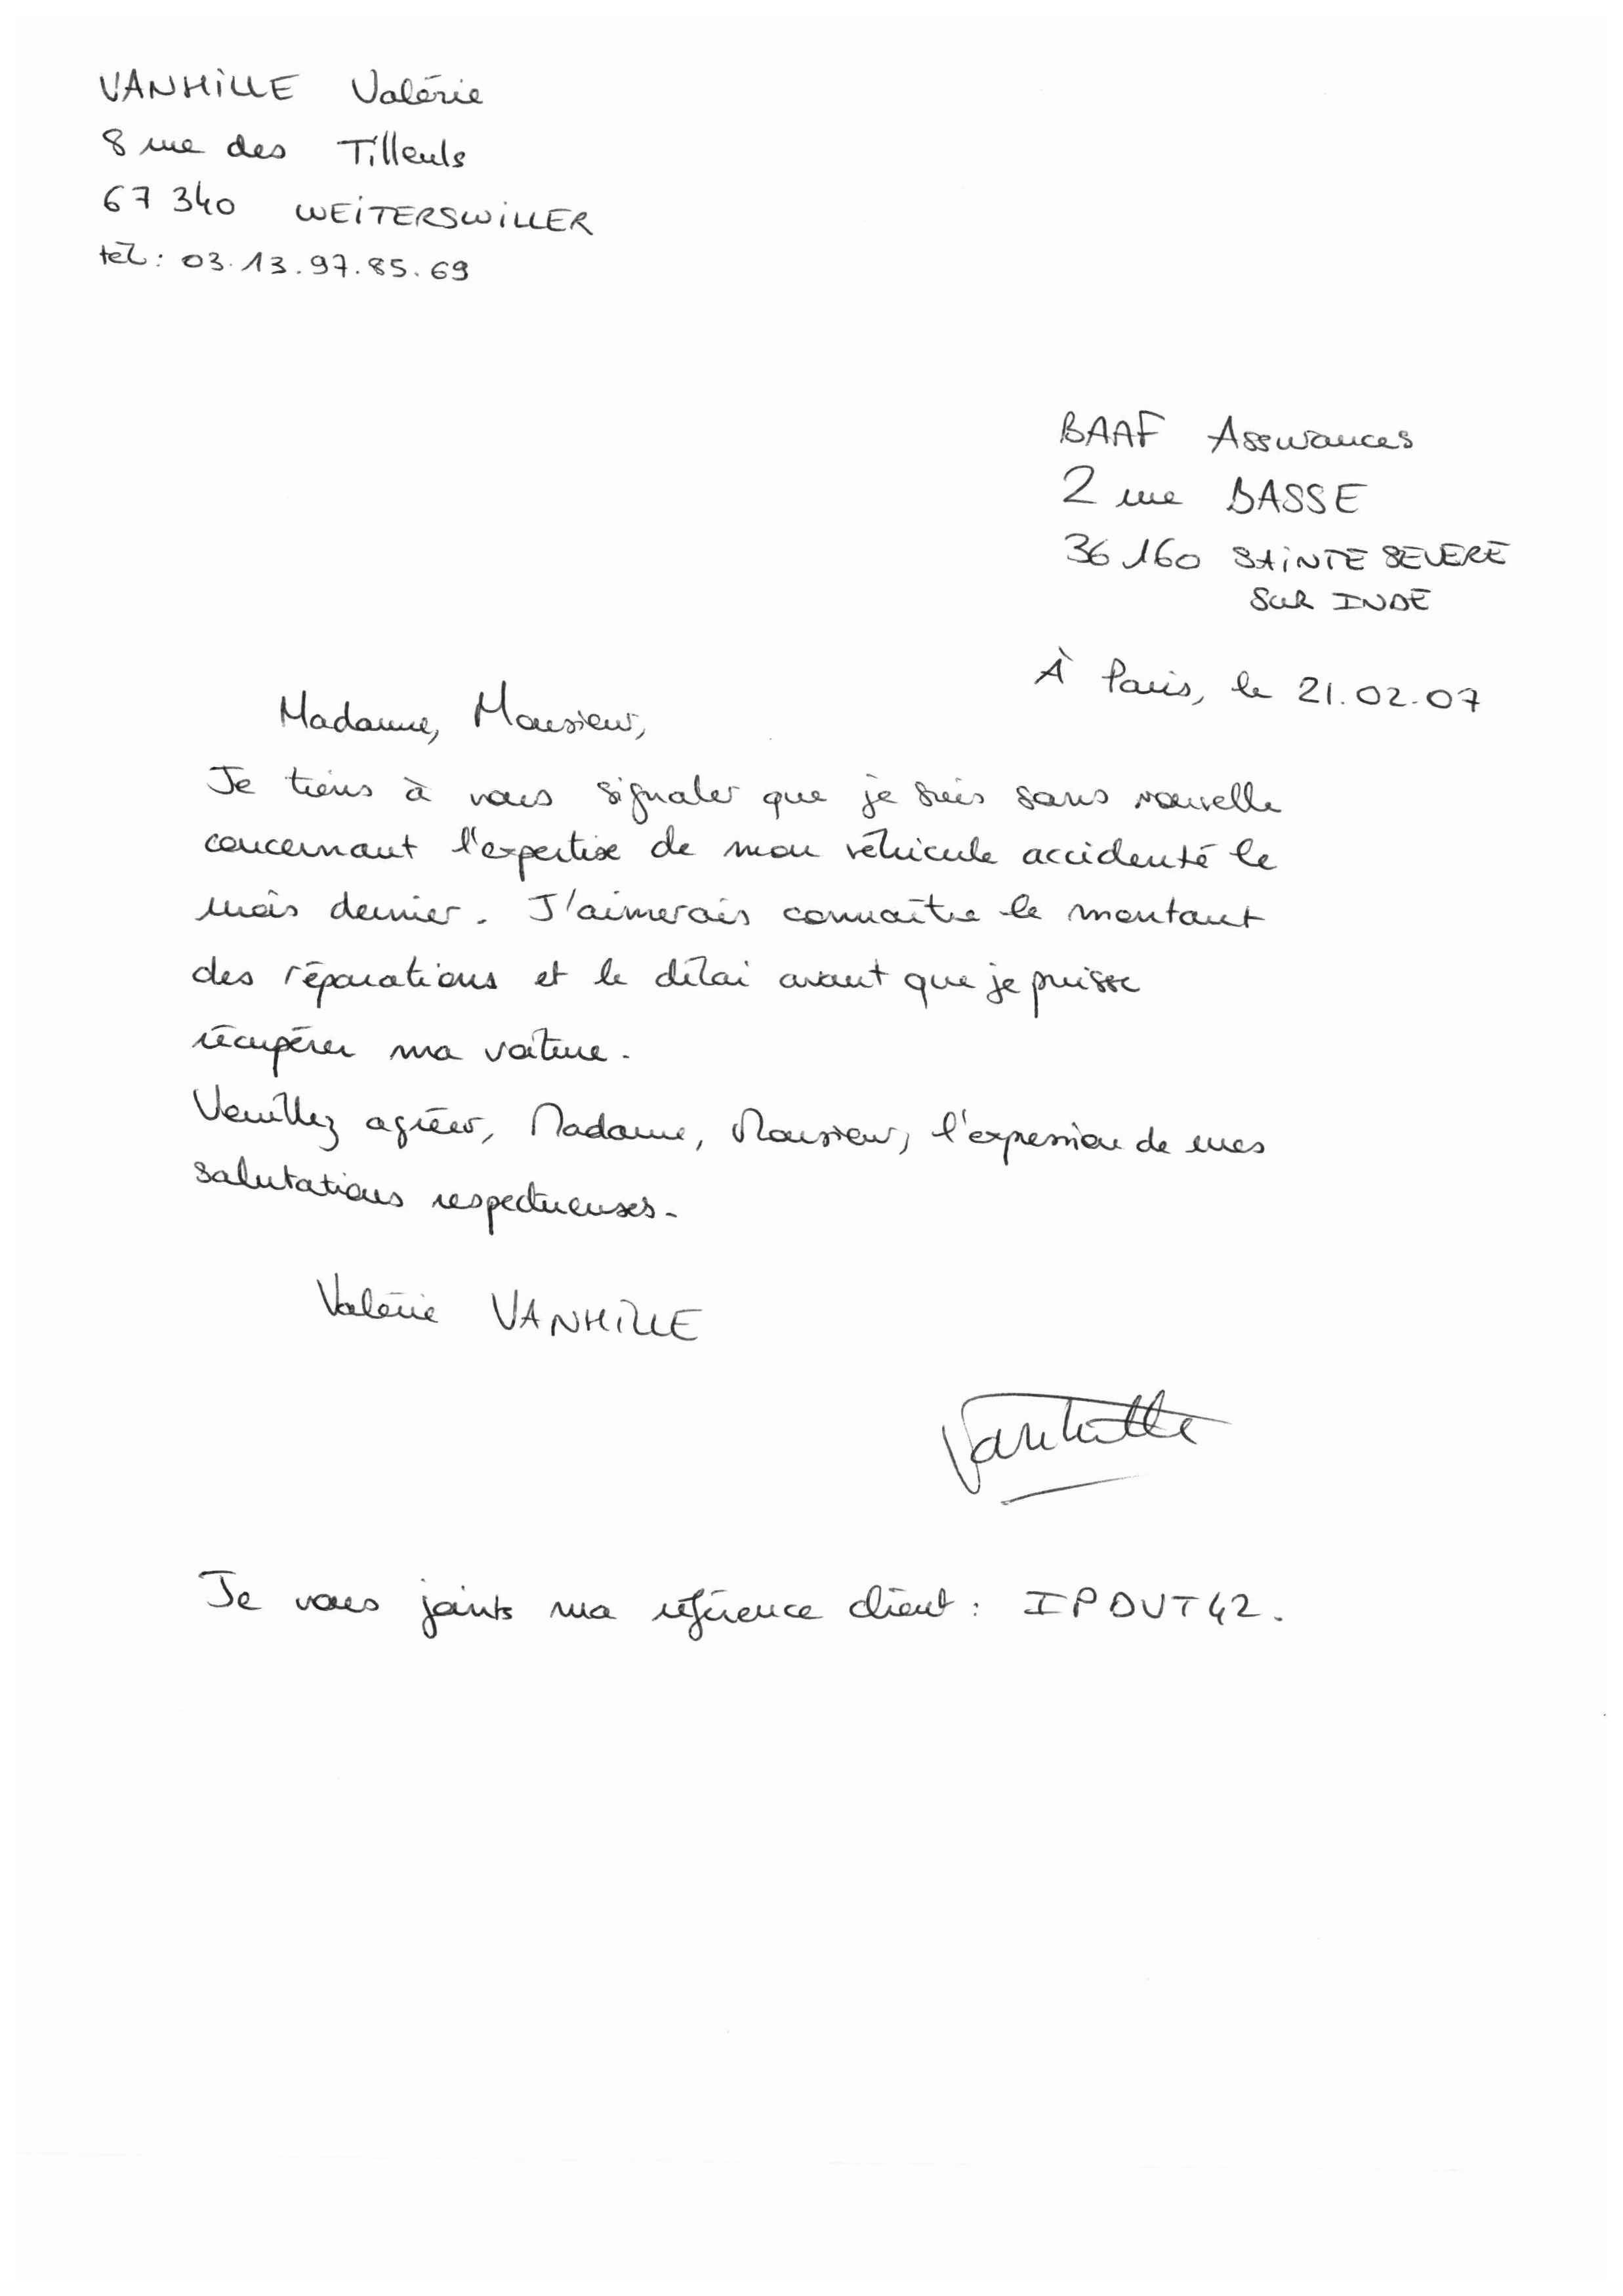 VANHILLE Valérie
8 rue des Tilleuls
67 340 WEITERSWILLER
tél : 03.13.97.85.69
BAAF Assurances
2 rue BASSE
36 160 SAINTE SEVERE
SUR INDE
À Paris, le 21.02.07
Madame, Monsieur,
Je tiens à vous signaler que je suis sans nouvelle
concernant l'expertise de mon véhicule accidenté le
mois dernier. J'aimerais connaître le montant
des réparations et le délai avant que je puisse
récupérer ma voiture.
Veuillez agréer, Madame, Monsieur, l'expression de mes
salutations respectueuses.
Valérie VANHILLE
Vanhille
Je vous joints ma référence client : IPDVT42.